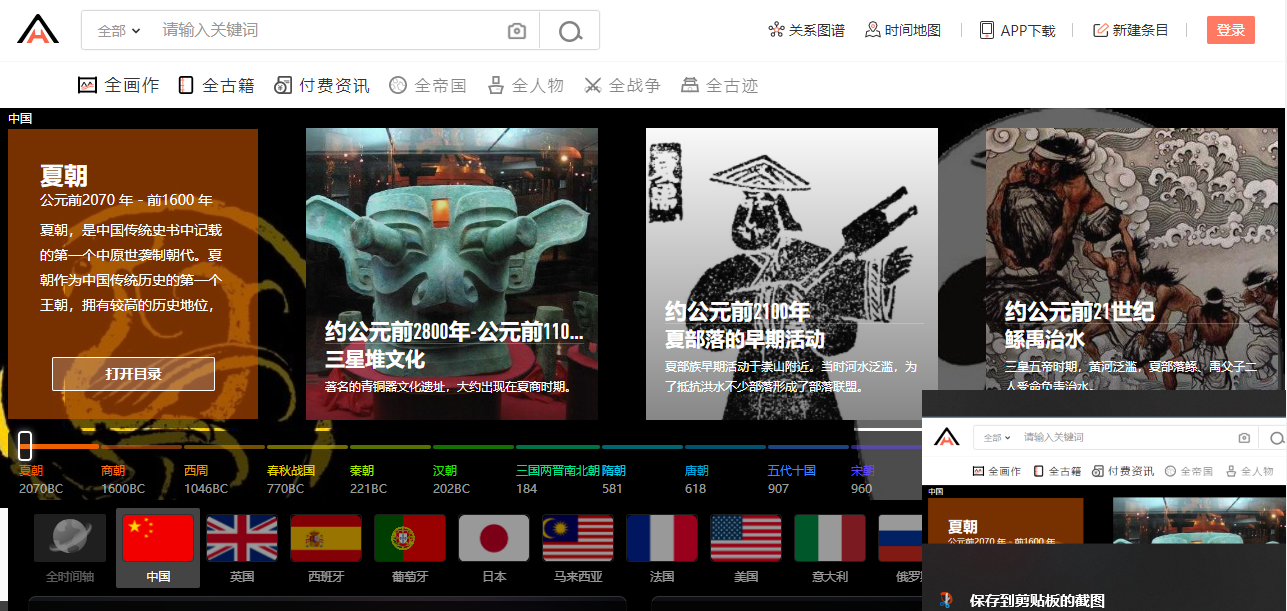 全部
请输入关键词
关系图谱
时间地图
APP下载
新建条目
登录
全画作
全古籍
付费资讯
全帝国
全人物
全战争
全古迹
中国
夏朝
公元前2070 年 - 前1600 年
夏朝，是中国传统史书中记载
的第一个中原世袭制朝代。夏
朝作为中国传统历史的第一个
王朝，拥有较高的历史地位，
打开目录
约公元前2800年-公元前110...
三星堆文化
著名的青铜器文化遗址，大约出现在夏商时期。
约公元前2100年
夏部落的早期活动
夏部族早期活动于崇山附近。当时河水泛滥，为
了抵抗洪水不少部落形成了部落联盟。
约公元前21世纪
鲧禹治水
三皇五帝时期，黄河泛滥，夏部落鲧、禹父子二
人受命负责治水。
夏朝
2070BC
商朝
1600BC
西周
1046BC
春秋战国
770BC
秦朝
221BC
汉朝
202BC
三国两晋南北朝
184
隋朝
581
唐朝
618
五代十国
907
宋朝
960
全时间轴
中国
英国
西班牙
葡萄牙
日本
马来西亚
法国
美国
意大利
全部
请输入关键词
全画作
全古籍
付费资讯
全帝国
全人物
中国
夏朝
公元前2070 年 - 前1600 年
保存到剪贴板的截图